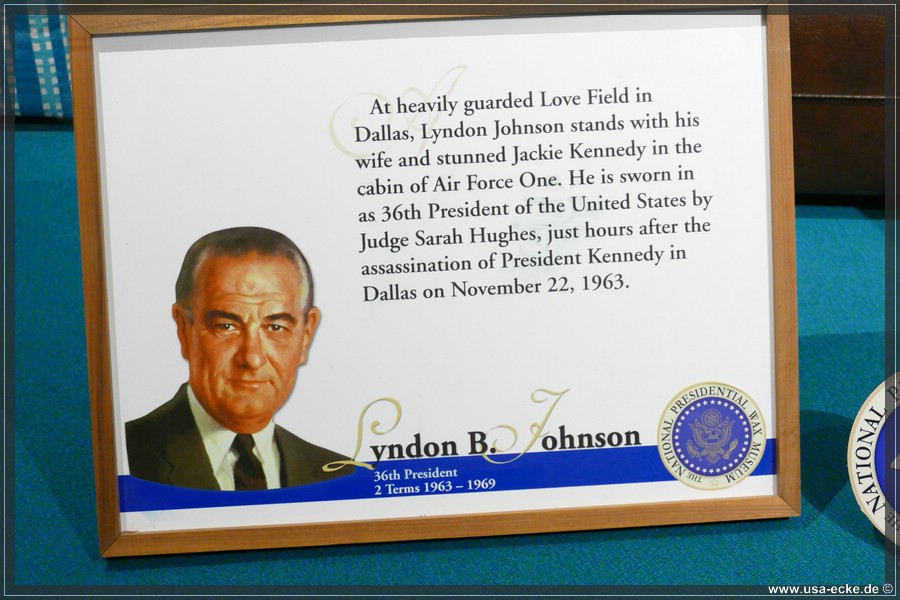 At heavily guarded Love Field in
Dallas, Lyndon Johnson stands with his
wife and stunned Jackie Kennedy in the
cabin of Air Force One. He is sworn in
as 36th President of the United States by
Judge Sarah Hughes, just hours after the
assassination of President Kennedy in
Dallas on November 22, 1963.
Lyndon B. Johnson
36th President
2 Terms 1963 – 1969
THE NATIONAL PRESIDENTIAL WAX MUSEUM
NATIONAL
www.usa-ecke.de ©